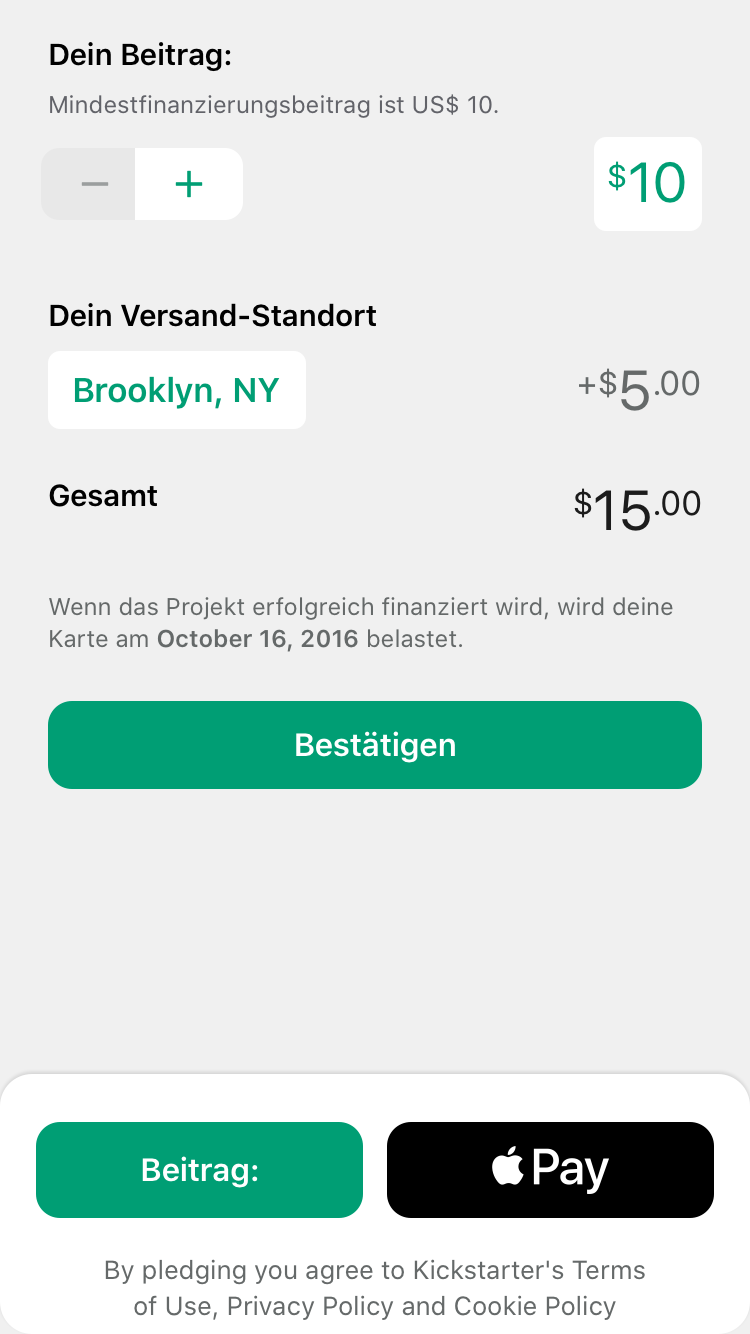 Dein Beitrag:
Mindestfinanzierungsbeitrag ist US$ 10.
− +
$10
Dein Versand-Standort
Brooklyn, NY
+$5.00
Gesamt
$15.00
Wenn das Projekt erfolgreich finanziert wird, wird deine
Karte am October 16, 2016 belastet.
Bestätigen
Beitrag:
Pay
By pledging you agree to Kickstarter's Terms
of Use, Privacy Policy and Cookie Policy